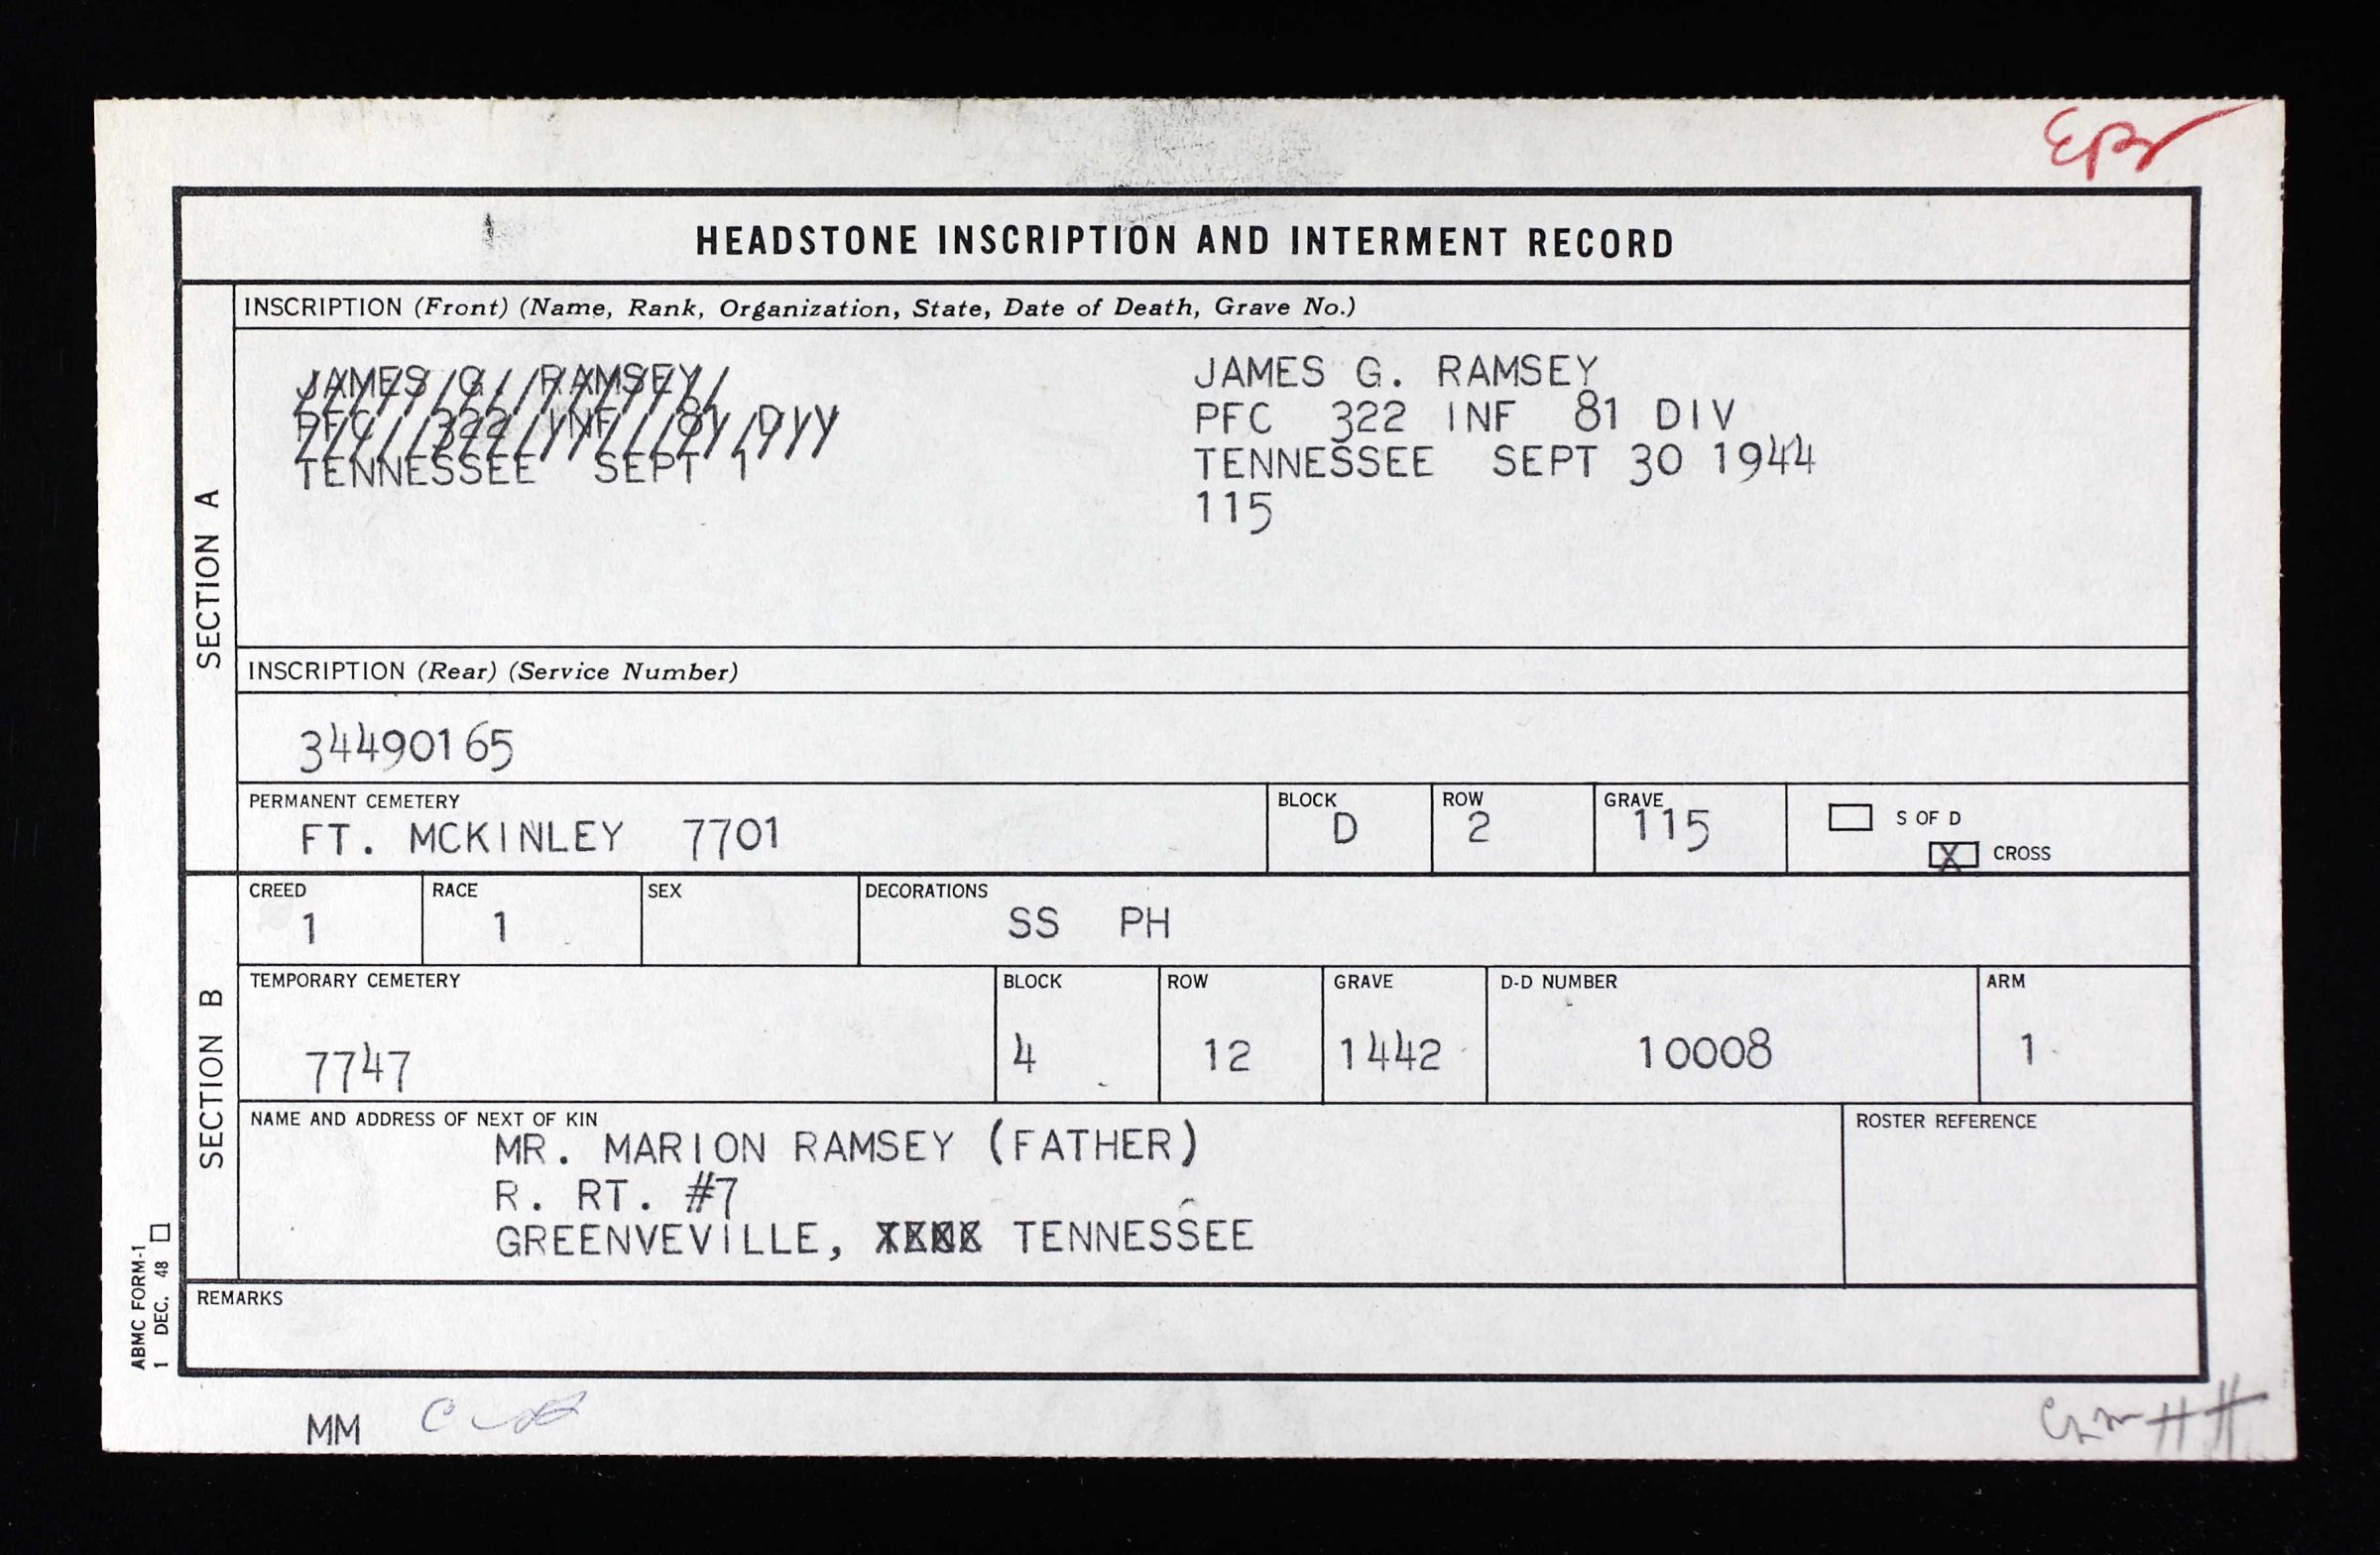 HEADSTONE INSCRIPTION AND INTERMENT RECORD
SECTION A
INSCRIPTION (Front) (Name, Rank, Organization, State, Date of Death, Grave No.)
JAMES G. RAMSEY
PFC 322 INF 81 DIV
TENNESSEE SEPT 1
JAMES G. RAMSEY
PFC 322 INF 81 DIV
TENNESSEE SEPT 30 1944
115
INSCRIPTION (Rear) (Service Number)
34490165
PERMANENT CEMETERY
FT. MCKINLEY 7701
BLOCK
D
ROW
2
GRAVE
115
S OF D
X CROSS
SECTION B
CREED
1
RACE
1
SEX
DECORATIONS
SS PH
TEMPORARY CEMETERY
7747
BLOCK
4
ROW
12
GRAVE
1442
D-D NUMBER
10008
ARM
1
NAME AND ADDRESS OF NEXT OF KIN
MR. MARION RAMSEY (FATHER)
R. RT. #7
GREENVEVILLE, TENNESSEE
ROSTER REFERENCE
REMARKS
ABMC FORM-1
1 DEC. 48
MM